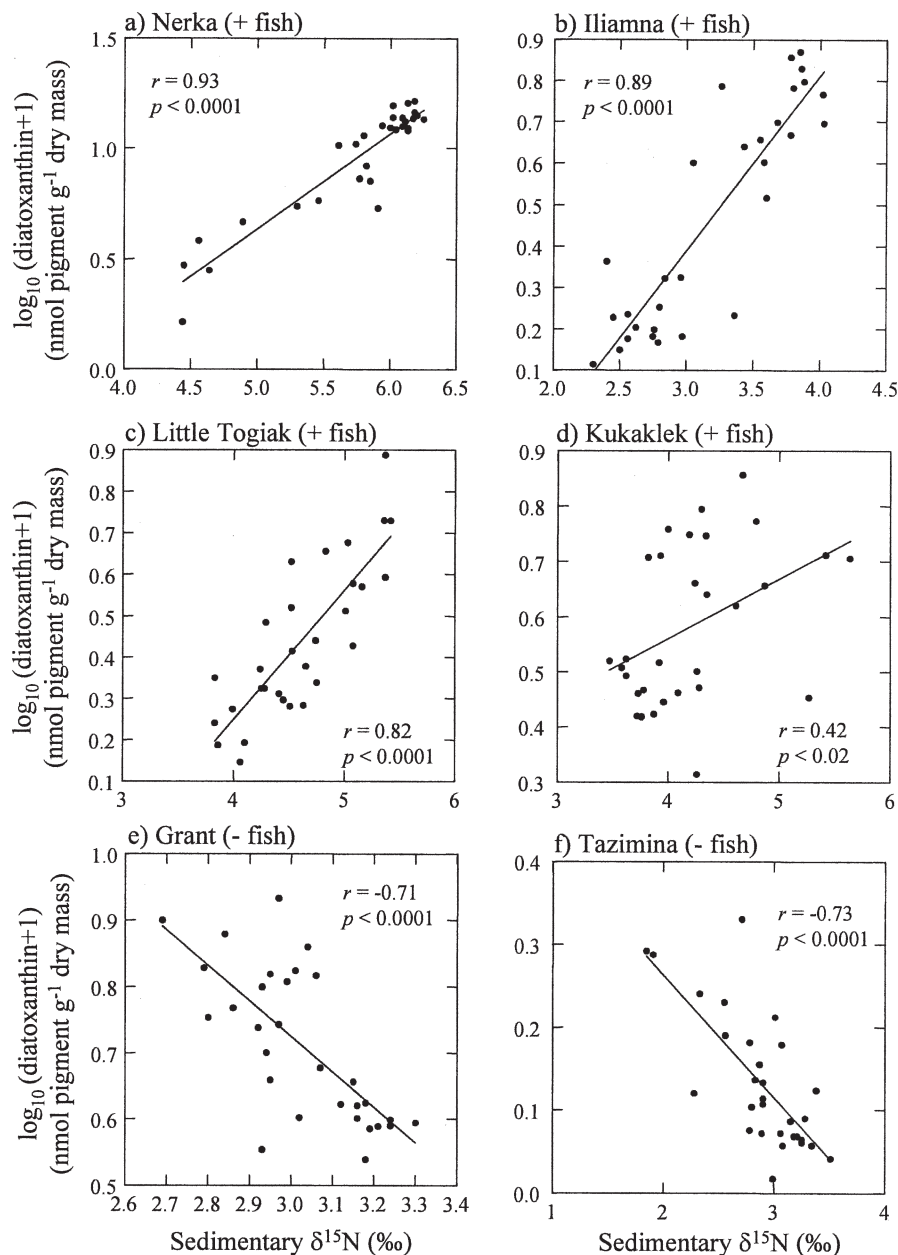 a) Nerka (+ fish)
r = 0.93
p < 0.0001
1.5
1.0
0.5
0.0
4.0 4.5 5.0 5.5 6.0 6.5
log10 (diatoxanthin+1)
(nmol pigment g-1 dry mass)
b) Iliamna (+ fish)
r = 0.89
p < 0.0001
0.9
0.8
0.7
0.6
0.5
0.4
0.3
0.2
0.1
2.0 2.5 3.0 3.5 4.0 4.5
c) Little Togiak (+ fish)
0.9
0.8
0.7
0.6
0.5
0.4
0.3
0.2
0.1
r = 0.82
p < 0.0001
3 4 5 6
log10 (diatoxanthin+1)
(nmol pigment g-1 dry mass)
d) Kukaklek (+ fish)
0.9
0.8
0.7
0.6
0.5
0.4
0.3
r = 0.42
p < 0.02
3 4 5 6
e) Grant (- fish)
r = -0.71
p < 0.0001
1.0
0.9
0.8
0.7
0.6
0.5
2.6 2.7 2.8 2.9 3.0 3.1 3.2 3.3 3.4
log10 (diatoxanthin+1)
(nmol pigment g-1 dry mass)
Sedimentary δ15N (‰)
f) Tazimina (- fish)
r = -0.73
p < 0.0001
0.4
0.3
0.2
0.1
0.0
1 2 3 4
Sedimentary δ15N (‰)